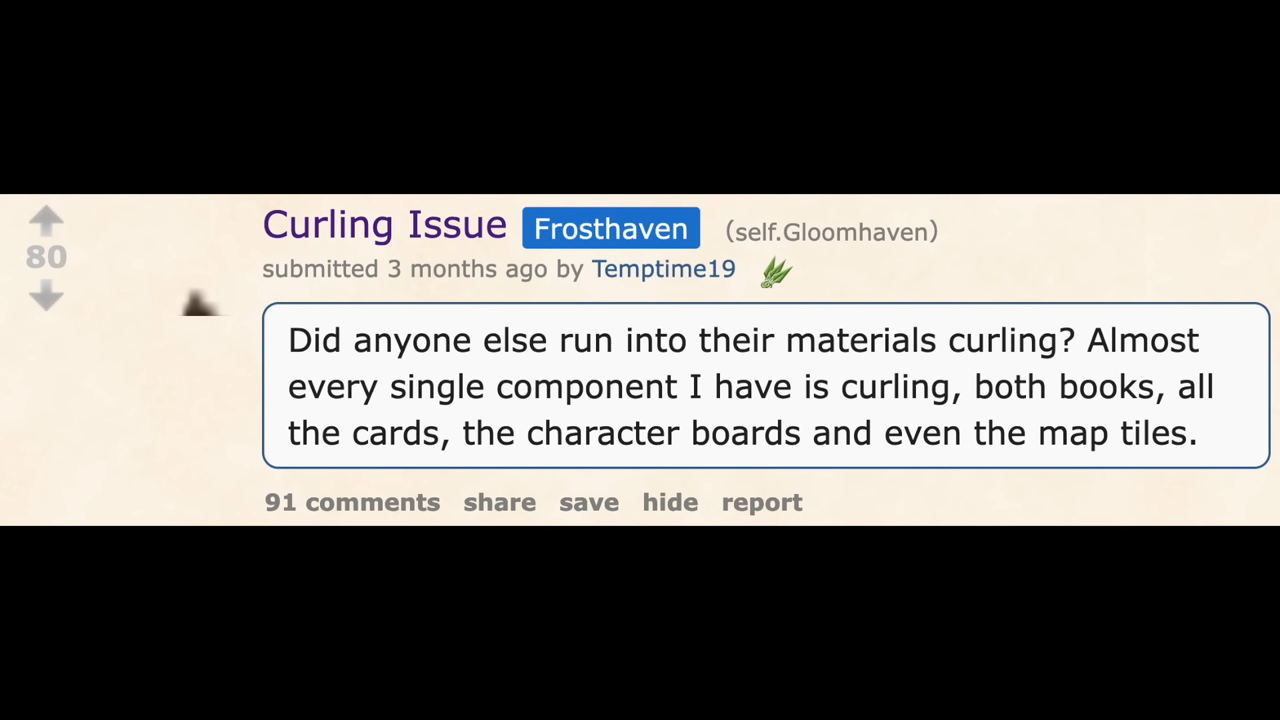 Curling Issue Frosthaven (self.Gloomhaven)
80
submitted 3 months ago by Temptime19
Did anyone else run into their materials curling? Almost
every single component I have is curling, both books, all
the cards, the character boards and even the map tiles.
91 comments share save hide report